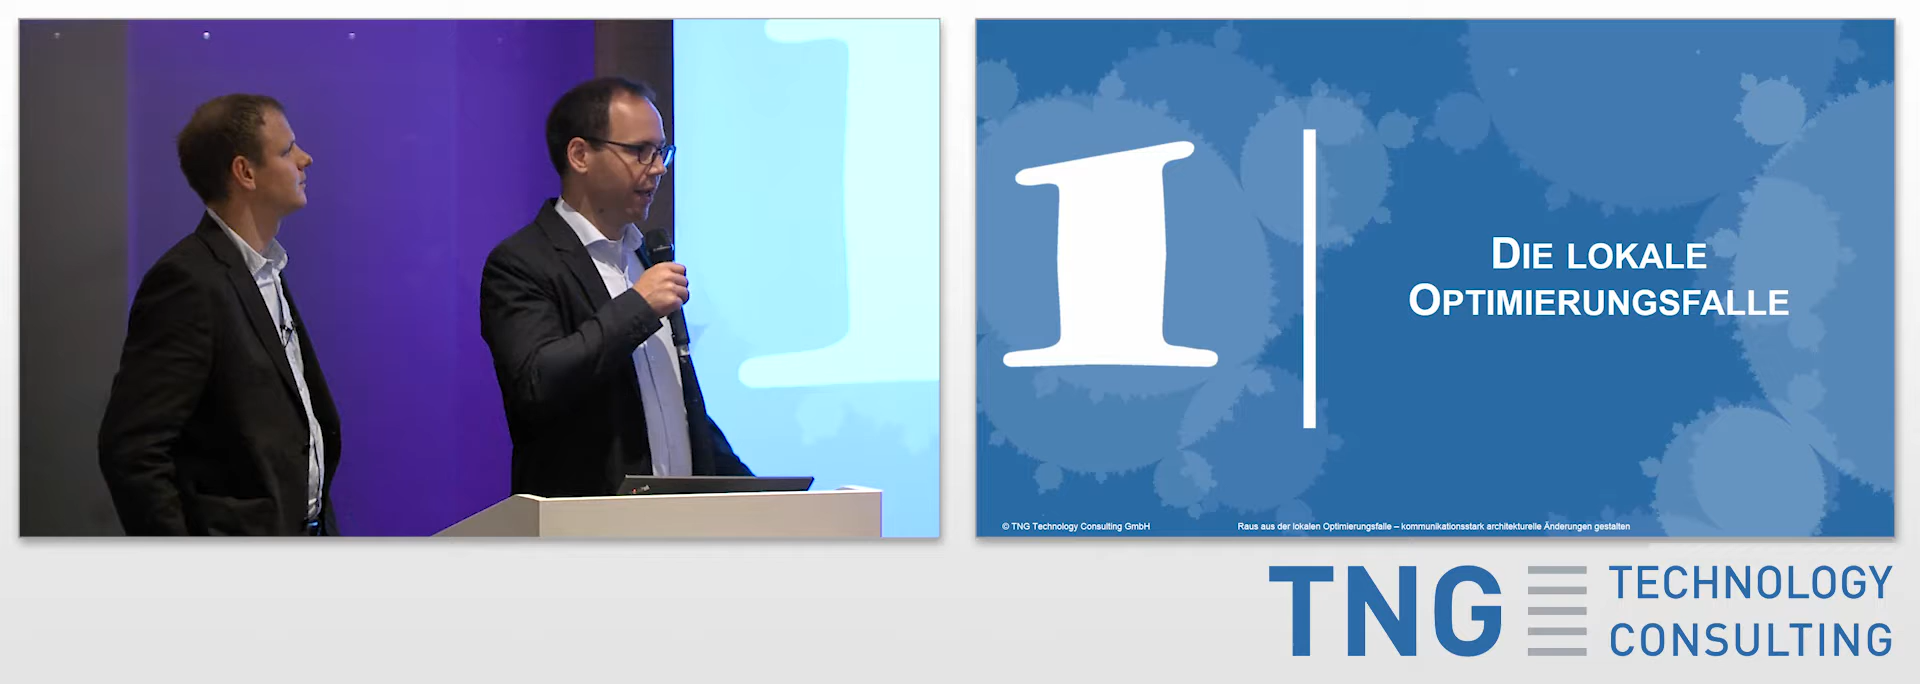 1
DIE LOKALE
OPTIMIERUNGSFALLE
© TNG Technology Consulting GmbH
Raus aus der lokalen Optimierungsfalle – kommunikationsstark architekturelle Änderungen gestalten
TNG TECHNOLOGY
CONSULTING